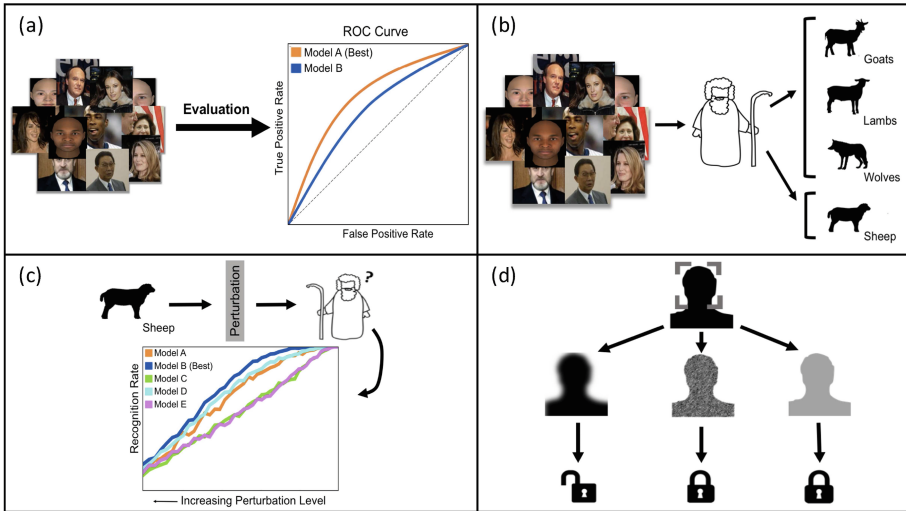 (a)
ROC Curve
Model A (Best)
Model B
Evaluation
True Positive Rate
False Positive Rate
(b)
Goats
Lambs
Wolves
Sheep
(c)
Sheep
Perturbation
?
Model A
Model B (Best)
Model C
Model D
Model E
Recognition Rate
Increasing Perturbation Level
(d)